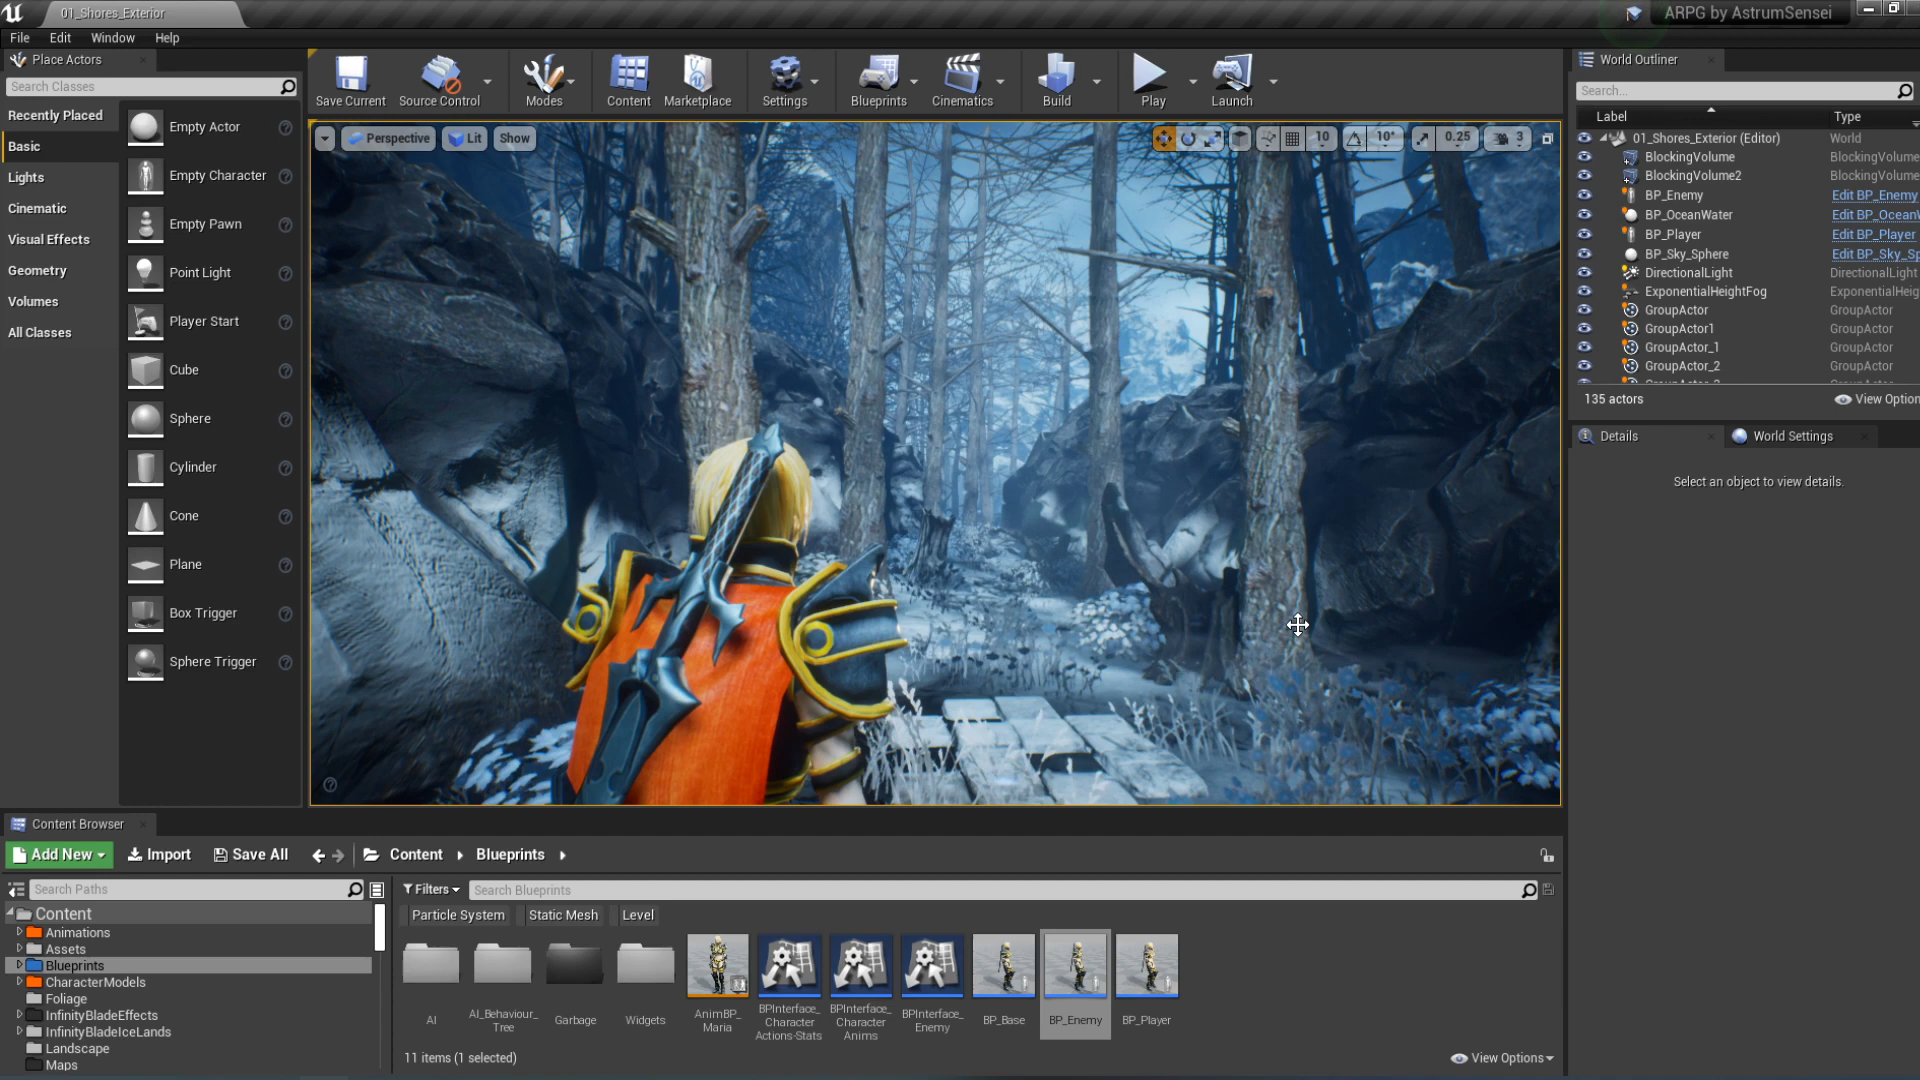 01_Shores_Exterior
ARPG by AstrumSensei
File Edit Window Help
Place Actors
Search Classes
Recently Placed
Basic
Lights
Cinematic
Visual Effects
Geometry
Volumes
All Classes
Empty Actor
Empty Character
Empty Pawn
Point Light
Player Start
Cube
Sphere
Cylinder
Cone
Plane
Box Trigger
Sphere Trigger
Save Current Source Control Modes Content Marketplace Settings Blueprints Cinematics Build Play Launch
Perspective Lit Show
10 10° 0.25 3
World Outliner
Search...
Label Type
01_Shores_Exterior (Editor) World
BlockingVolume BlockingVolume
BlockingVolume2 BlockingVolume
BP_Enemy Edit BP_Enemy
BP_OceanWater Edit BP_Ocean
BP_Player Edit BP_Player
BP_Sky_Sphere Edit BP_Sky_Sp
DirectionalLight DirectionalLight
ExponentialHeightFog ExponentialHeig
GroupActor GroupActor
GroupActor1 GroupActor
GroupActor_1 GroupActor
GroupActor_2 GroupActor
135 actors View Option
Details World Settings
Select an object to view details.
Content Browser
Add New Import Save All Content Blueprints
Search Paths
Content
Animations
Assets
Blueprints
CharacterModels
Foliage
InfinityBladeEffects
InfinityBladeIceLands
Landscape
Maps
Filters Search Blueprints
Particle System Static Mesh Level
AI
AI_Behaviour_
Tree
Garbage
Widgets
AnimBP_
Maria
BPInterface_
Character
Actions-Stats
BPInterface_
Character
Anims
BPInterface_
Enemy
BP_Base
BP_Enemy
BP_Player
11 items (1 selected) View Options